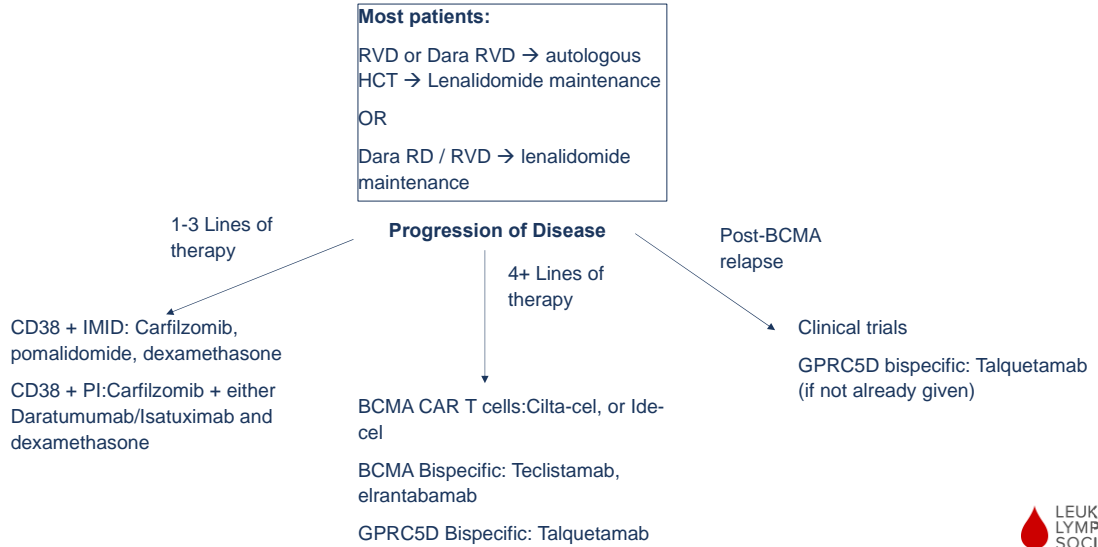 Most patients:
RVD or Dara RVD → autologous
HCT → Lenalidomide maintenance
OR
Dara RD / RVD → lenalidomide
maintenance
Progression of Disease
1-3 Lines of
therapy
CD38 + IMID: Carfilzomib,
pomalidomide, dexamethasone
CD38 + PI:Carfilzomib + either
Daratumumab/Isatuximab and
dexamethasone
4+ Lines of
therapy
BCMA CAR T cells:Cilta-cel, or Ide-
cel
BCMA Bispecific: Teclistamab,
elrantabamab
GPRC5D Bispecific: Talquetamab
Post-BCMA
relapse
Clinical trials
GPRC5D bispecific: Talquetamab
(if not already given)
LEUK
LYMP
SOCI